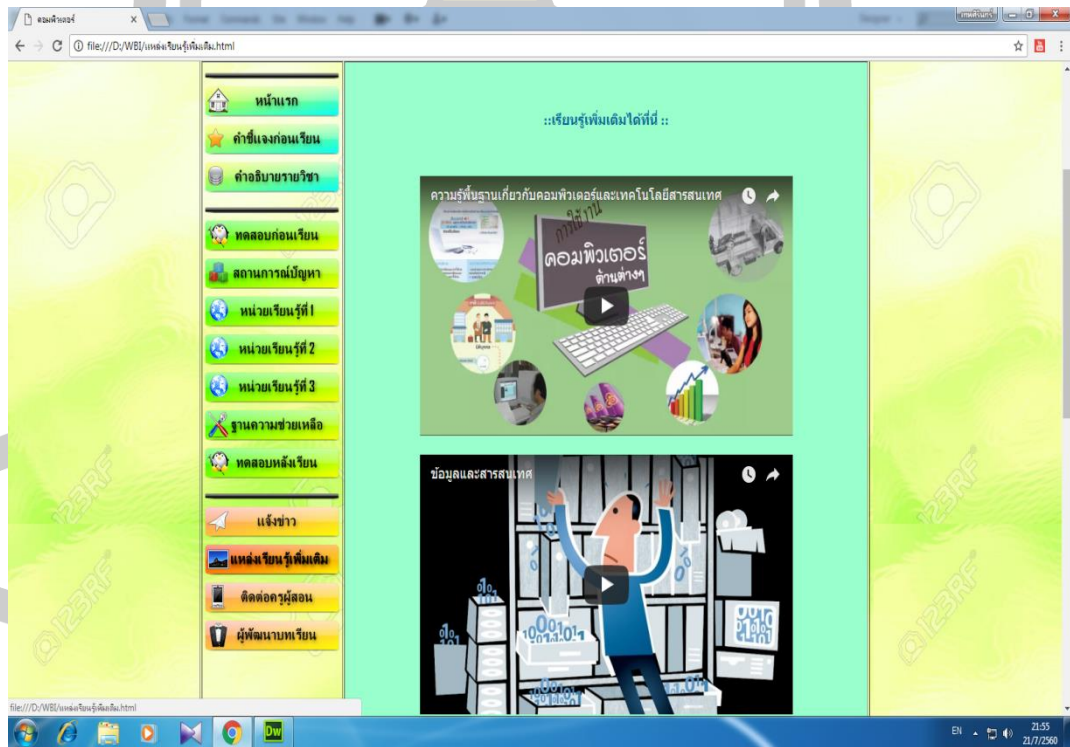 คอมพิวเตอร์
file:///D:/WBI/แหล่งเรียนรู้เพิ่มเติม.html
หน้าแรก
คำชี้แจงก่อนเรียน
คำอธิบายรายวิชา
ทดสอบก่อนเรียน
สถานการณ์ปัญหา
หน่วยเรียนรู้ที่ 1
หน่วยเรียนรู้ที่ 2
หน่วยเรียนรู้ที่ 3
ฐานความช่วยเหลือ
ทดสอบหลังเรียน
แจ้งข่าว
แหล่งเรียนรู้เพิ่มเติม
ติดต่อครูผู้สอน
ผู้พัฒนาบทเรียน
::เรียนรู้เพิ่มเติมได้ที่นี่ ::
ความรู้พื้นฐานเกี่ยวกับคอมพิวเตอร์และเทคโนโลยีสารสนเทศ
การใช้งาน
คอมพิวเตอร์
ด้านต่างๆ
ข้อมูลและสารสนเทศ
123RF
file:///D:/WBI/แหล่งเรียนรู้เพิ่มเติม.html
Dw
EN
21:55
21/7/2560